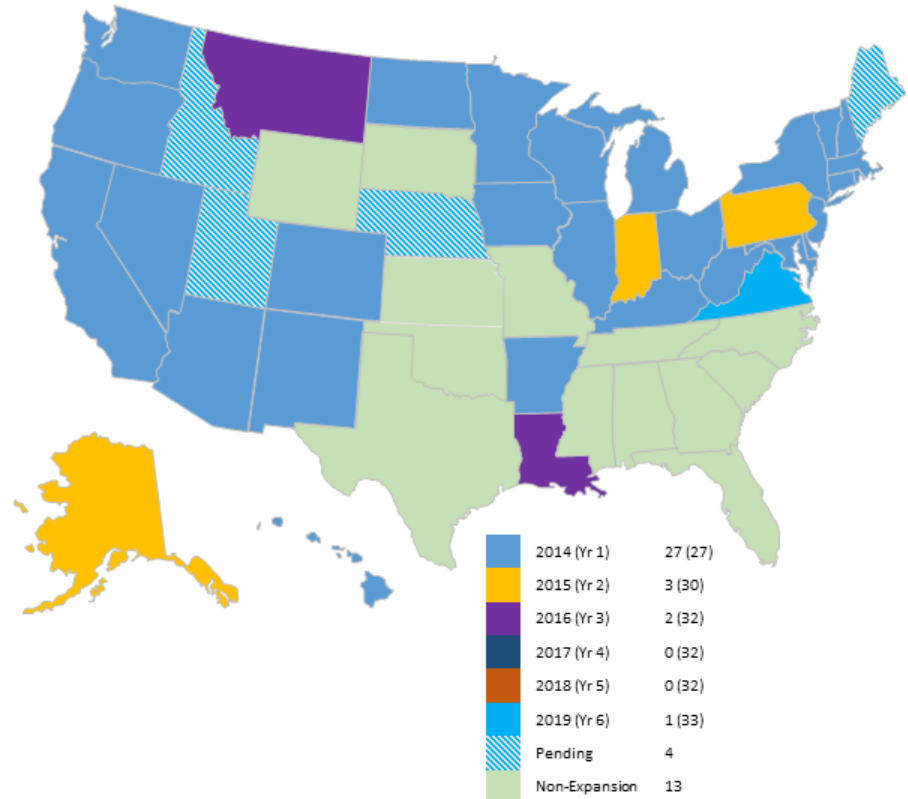 2014 (Yr 1) 27 (27)
2015 (Yr 2) 3 (30)
2016 (Yr 3) 2 (32)
2017 (Yr 4) 0 (32)
2018 (Yr 5) 0 (32)
2019 (Yr 6) 1 (33)
Pending 4
Non-Expansion 13